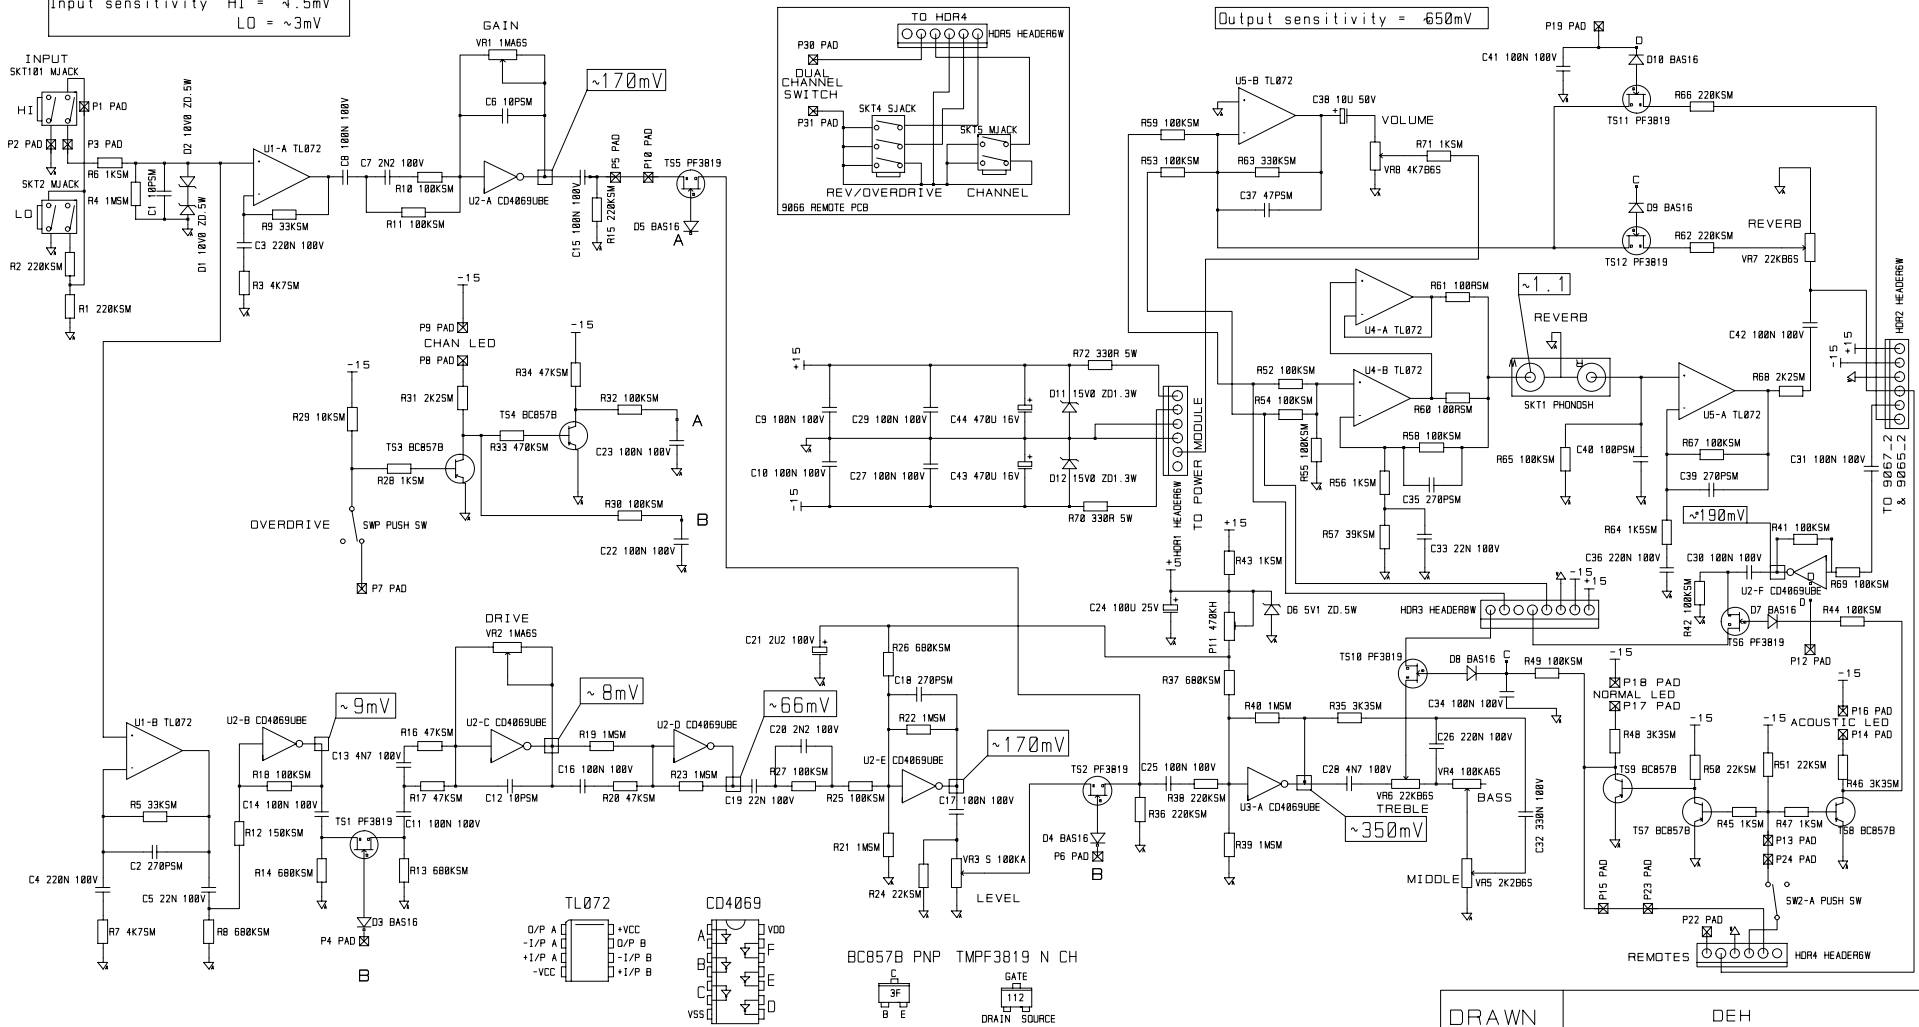 Input sensitivity HI = ~4.5mV
LO = ~3mV
INPUT
SKT101 MJACK
HI
P1 PAD
P2 PAD
P3 PAD
R6 1KSM
SKT2 MJACK
LO
R4 1MSM
C1 10PSM
D2 10V0 ZD.5W
D1 10V0 ZD.5W
R2 220KSM
R1 220KSM
U1-A TL072
R9 33KSM
C3 220N 100V
R3 4K7SM
C8 100N 100V
C7 2N2 100V
R10 100KSM
R11 100KSM
GAIN
VR1 1MA6S
C6 10PSM
U2-A CD4069UBE
~170mV
C15 100N 100V
R15 220KSM
P5 PAD
P10 PAD
TS5 PF3819
D5 BAS16
A
-15
P9 PAD
CHAN LED
P8 PAD
R31 2K2SM
-15
R34 47KSM
-15
R29 10KSM
TS4 BC857B
R32 100KSM
A
C23 100N 100V
TS3 BC857B
R33 470KSM
R28 1KSM
R30 100KSM
B
C22 100N 100V
OVERDRIVE
SWP PUSH SW
P7 PAD
TO HDR4
HDR5 HEADER6W
P30 PAD
DUAL
CHANNEL
SWITCH
P31 PAD
SKT4 SJACK
SKT5 MJACK
REV/OVERDRIVE
CHANNEL
9066 REMOTE PCB
+15
C9 100N 100V
C29 100N 100V
C44 470U 16V
D11 15V0 ZD1.3W
R72 330R 5W
C10 100N 100V
C27 100N 100V
C43 470U 16V
D12 15V0 ZD1.3W
R70 330R 5W
-15
HDR1 HEADER6W
TO POWER MODULE
Output sensitivity = ~650mV
U5-B TL072
C38 10U 50V
VOLUME
R59 100KSM
R53 100KSM
R63 330KSM
C37 47PSM
VR8 4K7B6S
R71 1KSM
P19 PAD
C41 100N 100V
D
D10 BAS16
R66 220KSM
TS11 PF3819
C
D9 BAS16
R62 220KSM
TS12 PF3819
REVERB
VR7 22KB6S
R61 100RSM
U4-A TL072
~1.1
REVERB
SKT1 PHONOSH
R52 100KSM
R54 100KSM
R55 100KSM
U4-B TL072
R60 100RSM
R58 100KSM
R56 1KSM
C35 270PSM
R57 39KSM
C33 22N 100V
R65 100KSM
C40 100PSM
U5-A TL072
R68 2K2SM
C42 100N 100V
R67 100KSM
C39 270PSM
R64 1K5SM
C36 220N 100V
C31 100N 100V
-15
+15
HDR2 HEADER6W
TO 9067_2
& 9065_2
~190mV
R41 100KSM
C30 100N 100V
R42 100KSM
U2-F CD4069UBE
R69 100KSM
D
D
D7 BAS16
R44 100KSM
TS6 PF3819
P12 PAD
+15
R43 1KSM
C24 100U 25V
P11 470KH
D6 5V1 ZD.5W
HDR3 HEADER8W
-15
+15
U1-B TL072
R5 33KSM
C2 270PSM
C4 220N 100V
R7 4K7SM
C5 22N 100V
R8 680KSM
U2-B CD4069UBE
~9mV
R18 100KSM
C14 100N 100V
R12 150KSM
R14 680KSM
C13 4N7 100V
TS1 PF3819
C11 100N 100V
R13 680KSM
D3 BAS16
P4 PAD
B
DRIVE
VR2 1MA6S
R16 47KSM
R17 47KSM
U2-C CD4069UBE
C12 10PSM
~8mV
R19 1MSM
C16 100N 100V
R20 47KSM
U2-D CD4069UBE
R23 1MSM
~66mV
C19 22N 100V
C20 2N2 100V
R27 100KSM
R25 100KSM
C21 2U2 100V
R26 680KSM
C18 270PSM
R22 1MSM
U2-E CD4069UBE
~170mV
C17 100N 100V
R21 1MSM
R24 22KSM
VR3 S 100KA
LEVEL
TS2 PF3819
D4 BAS16
P6 PAD
B
R36 220KSM
C25 100N 100V
R38 220KSM
R37 680KSM
R40 1MSM
R39 1MSM
U3-A CD4069UBE
~350mV
R35 3K3SM
C28 4N7 100V
VR6 22KB6S
TREBLE
C26 220N 100V
VR4 100KA6S
BASS
MIDDLE
VR5 2K2B6S
C32 330N 100V
TS10 PF3819
D8 BAS16
C
R49 100KSM
C34 100N 100V
-15
P18 PAD
NORMAL LED
P17 PAD
R48 3K3SM
TS9 BC857B
-15
R50 22KSM
-15
R51 22KSM
-15
P16 PAD
ACOUSTIC LED
P14 PAD
R46 3K3SM
TS7 BC857B
R45 1KSM
R47 1KSM
TS8 BC857B
P13 PAD
P24 PAD
P15 PAD
P23 PAD
SW2-A PUSH SW
P22 PAD
REMOTES
HDR4 HEADER6W
TL072
O/P A
-I/P A
+I/P A
-VCC
+VCC
O/P B
-I/P B
+I/P B
CD4069
A
B
C
VSS
VDD
F
E
D
BC857B PNP
C
3F
B E
TMPF3819 N CH
GATE
112
DRAIN SOURCE
DRAWN
DEH